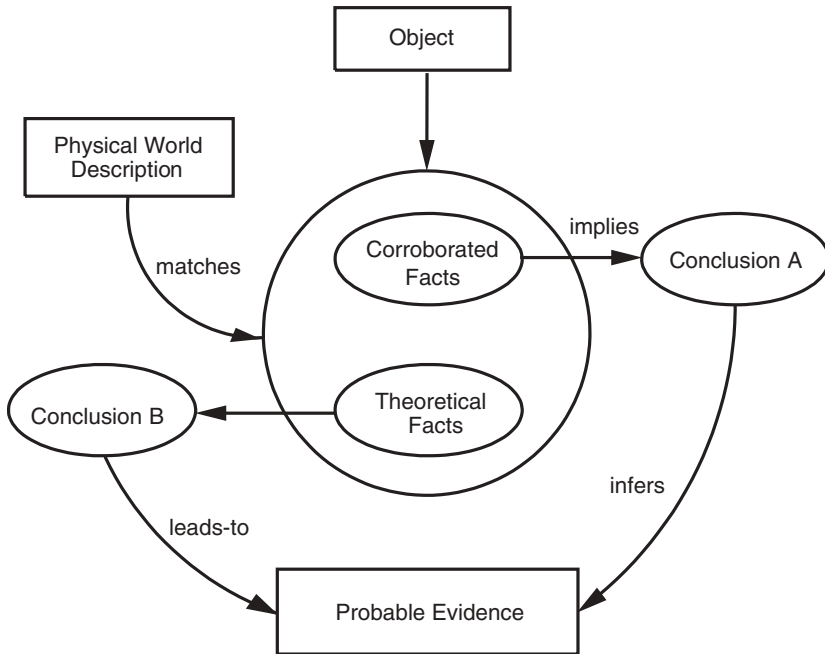 Object
Physical World
Description
implies
Corroborated
Facts
Conclusion A
matches
Theoretical
Facts
Conclusion B
infers
leads-to
Probable Evidence